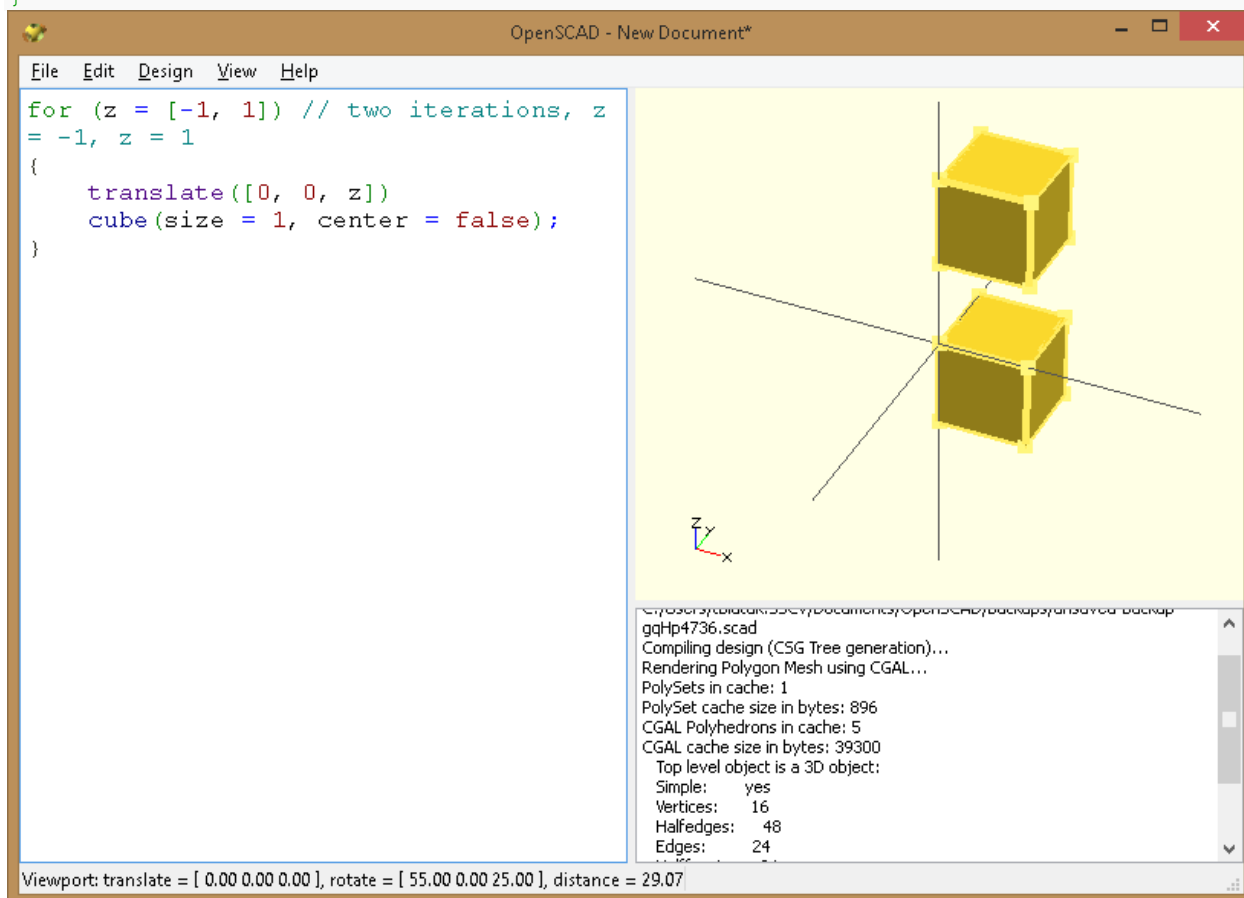 }
OpenSCAD - New Document*
File Edit Design View Help
for (z = [-1, 1]) // two iterations, z
= -1, z = 1
{
translate([0, 0, z])
cube(size = 1, center = false);
}
Z
Y
X
gqHp4736.scad
Compiling design (CSG Tree generation)...
Rendering Polygon Mesh using CGAL...
PolySets in cache: 1
PolySet cache size in bytes: 896
CGAL Polyhedrons in cache: 5
CGAL cache size in bytes: 39300
Top level object is a 3D object:
Simple: yes
Vertices: 16
Halfedges: 48
Edges: 24
Viewport: translate = [ 0.00 0.00 0.00 ], rotate = [ 55.00 0.00 25.00 ], distance = 29.07